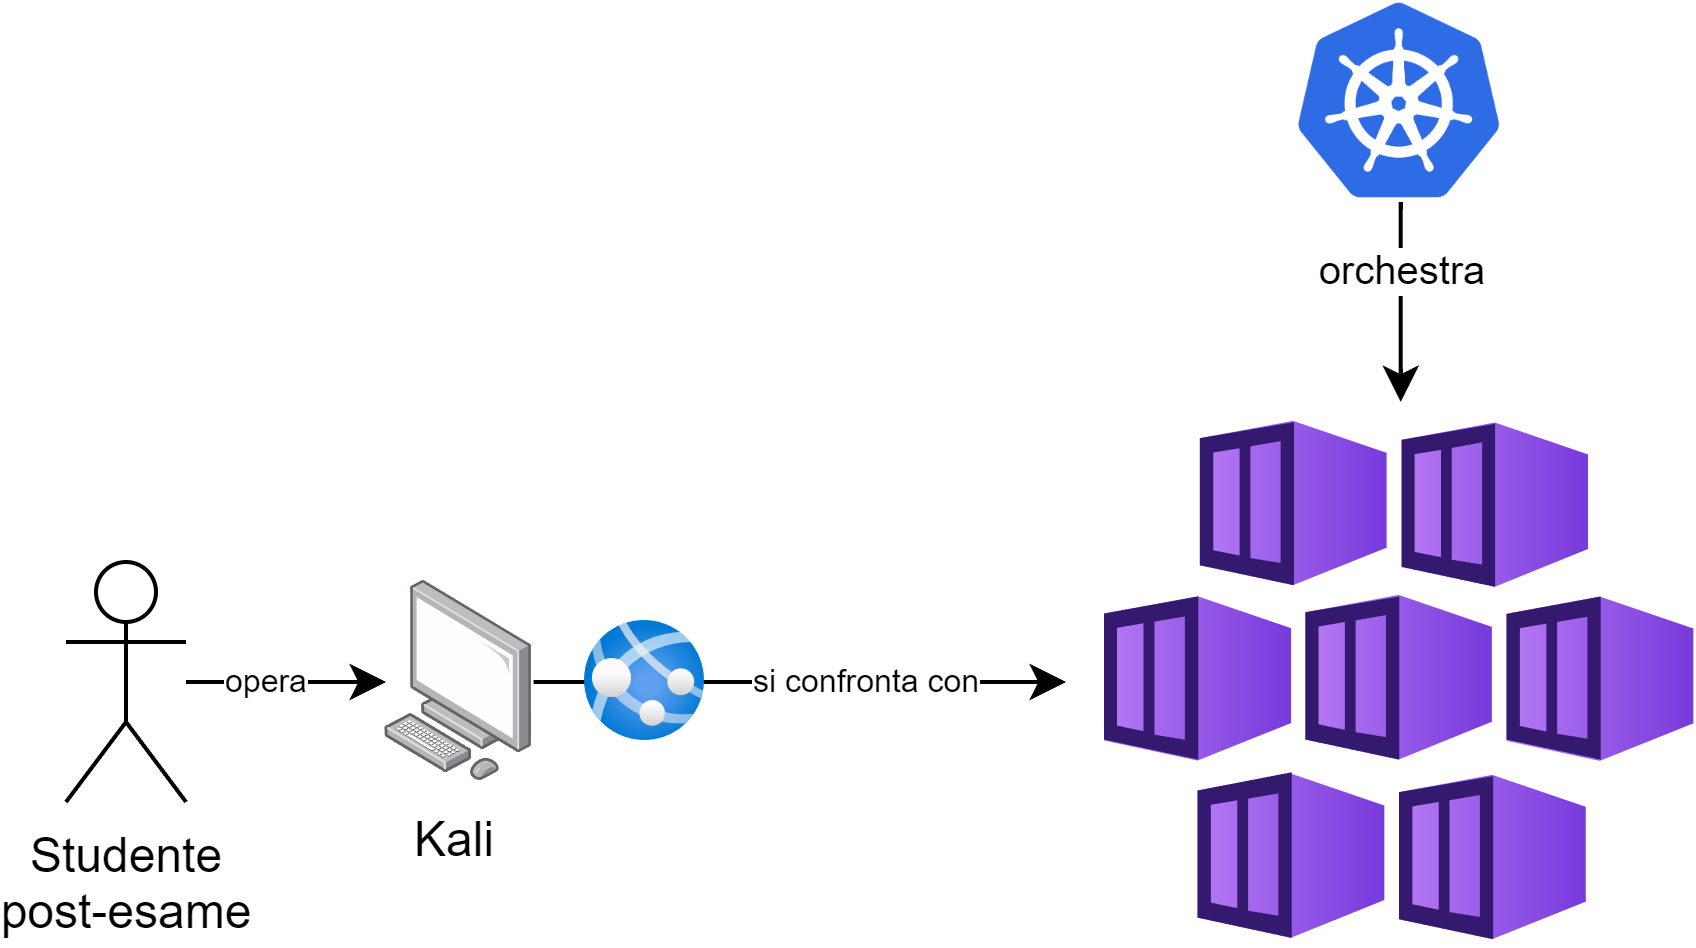 orchestra
opera
si confronta con
Kali
Studente
post-esame